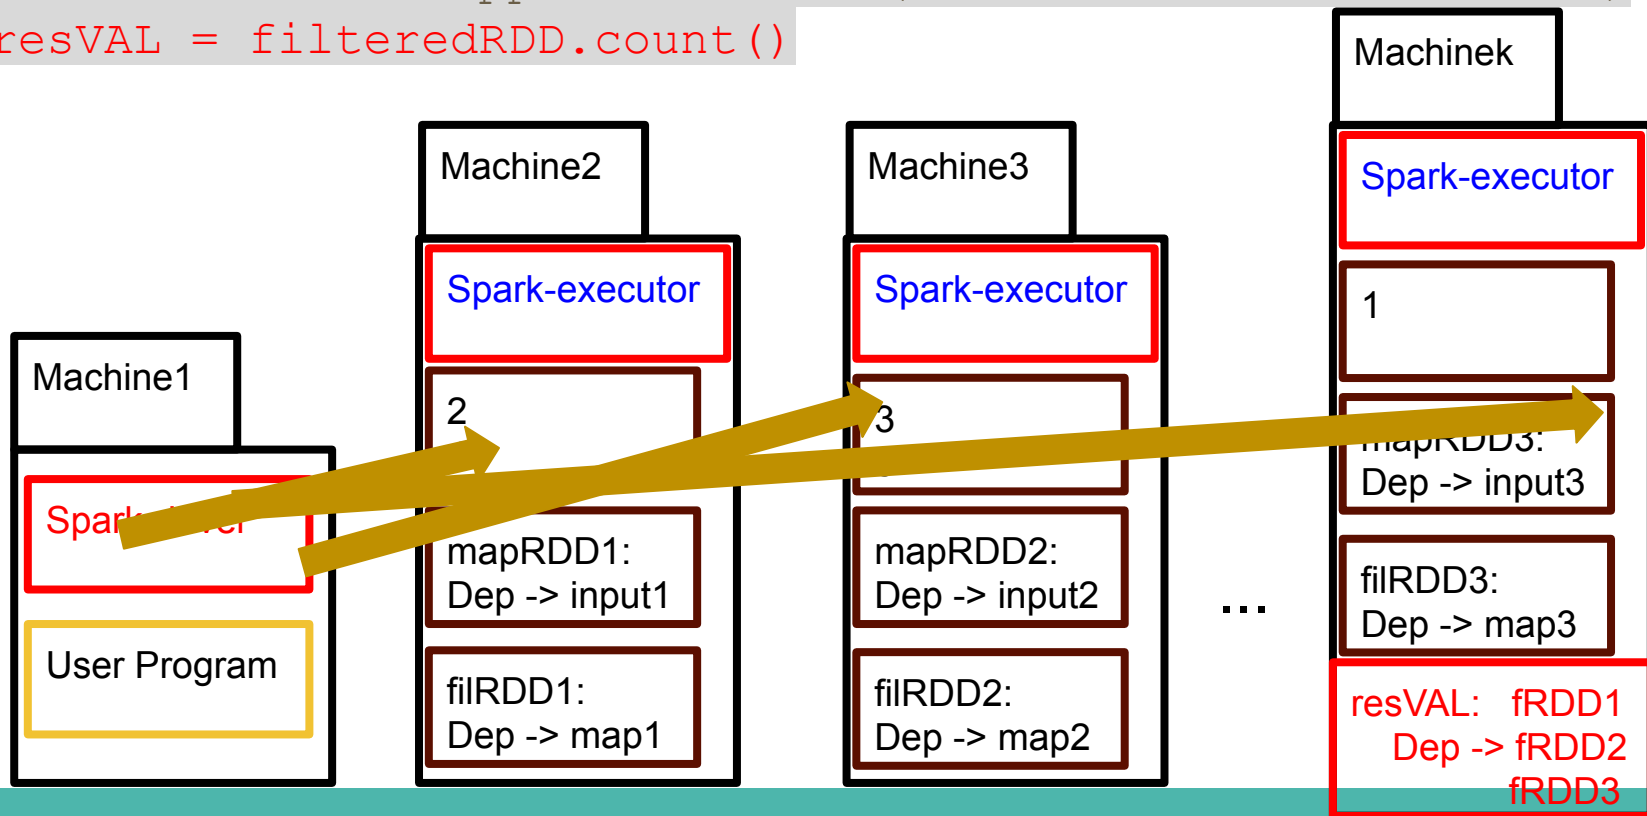 resVAL = filteredRDD.count()
Machinek
Spark-executor
1
mapRDD3:
Dep -> input3
filRDD3:
Dep -> map3
resVAL: fRDD1
Dep -> fRDD2
fRDD3
Machine2
Spark-executor
2
mapRDD1:
Dep -> input1
filRDD1:
Dep -> map1
Machine3
Spark-executor
3
mapRDD2:
Dep -> input2
filRDD2:
Dep -> map2
...
Machine1
User Program